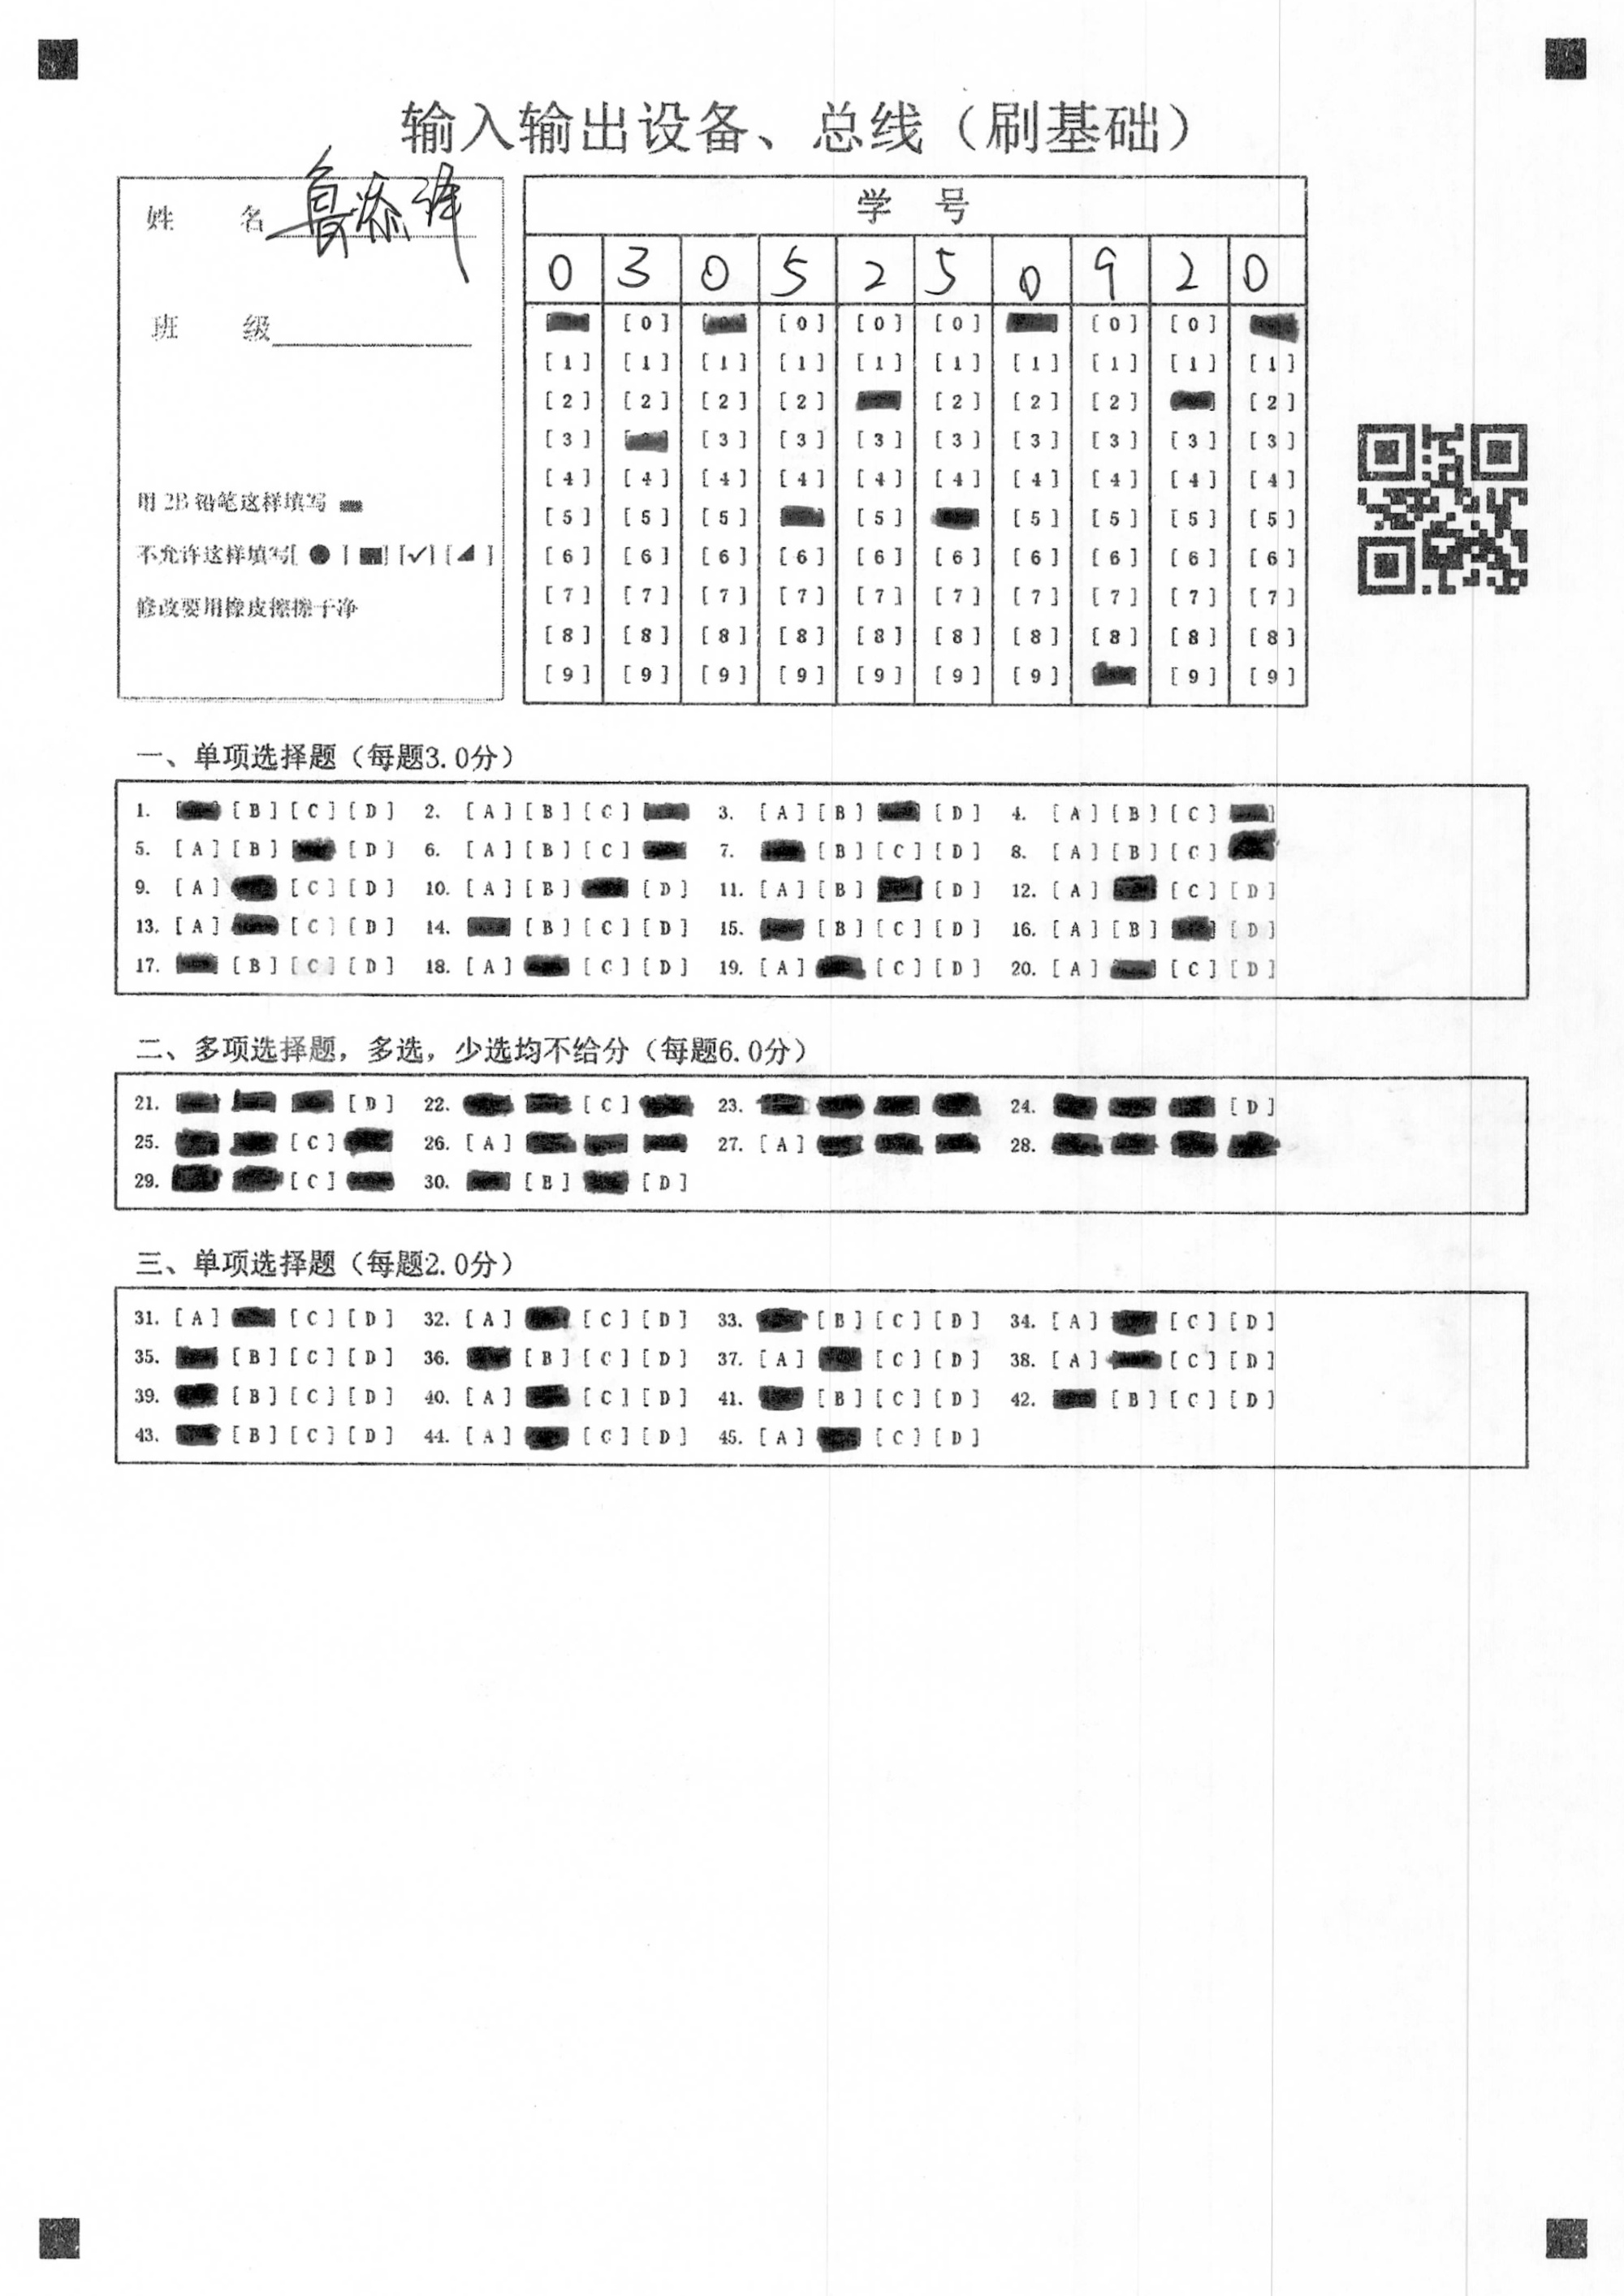 输入输出设备、总线（刷基础）
姓 名 鲁添泽
班 级
用 2B 铅笔这样填写
不允许这样填写[ ● ] [■] [✓] [◢ ]
修改要用橡皮擦擦干净
学 号
0 3 0 5 2 5 0 9 2 0
[0] [0] [0] [0] [0] [0]
[1] [1] [1] [1] [1] [1] [1] [1] [1] [1]
[2] [2] [2] [2] [2] [2] [2] [2]
[3] [3] [3] [3] [3] [3] [3] [3] [3]
[4] [4] [4] [4] [4] [4] [4] [4] [4] [4]
[5] [5] [5] [5] [5] [5] [5] [5]
[6] [6] [6] [6] [6] [6] [6] [6] [6] [6]
[7] [7] [7] [7] [7] [7] [7] [7] [7] [7]
[8] [8] [8] [8] [8] [8] [8] [8] [8] [8]
[9] [9] [9] [9] [9] [9] [9] [9] [9]
一、单项选择题（每题3.0分）
1. [B] [C] [D] 2. [A] [B] [C] 3. [A] [B] [D] 4. [A] [B] [C]
5. [A] [B] [D] 6. [A] [B] [C] 7. [B] [C] [D] 8. [A] [B] [C]
9. [A] [C] [D] 10. [A] [B] [D] 11. [A] [B] [D] 12. [A] [C] [D]
13. [A] [C] [D] 14. [B] [C] [D] 15. [B] [C] [D] 16. [A] [B] [D]
17. [B] [C] [D] 18. [A] [C] [D] 19. [A] [C] [D] 20. [A] [C] [D]
二、多项选择题，多选，少选均不给分（每题6.0分）
21. [D] 22. [C] 23. 24. [D]
25. [C] 26. [A] 27. [A] 28.
29. [C] 30. [B] [D]
三、单项选择题（每题2.0分）
31. [A] [C] [D] 32. [A] [C] [D] 33. [B] [C] [D] 34. [A] [C] [D]
35. [B] [C] [D] 36. [B] [C] [D] 37. [A] [C] [D] 38. [A] [C] [D]
39. [B] [C] [D] 40. [A] [C] [D] 41. [B] [C] [D] 42. [B] [C] [D]
43. [B] [C] [D] 44. [A] [C] [D] 45. [A] [C] [D]